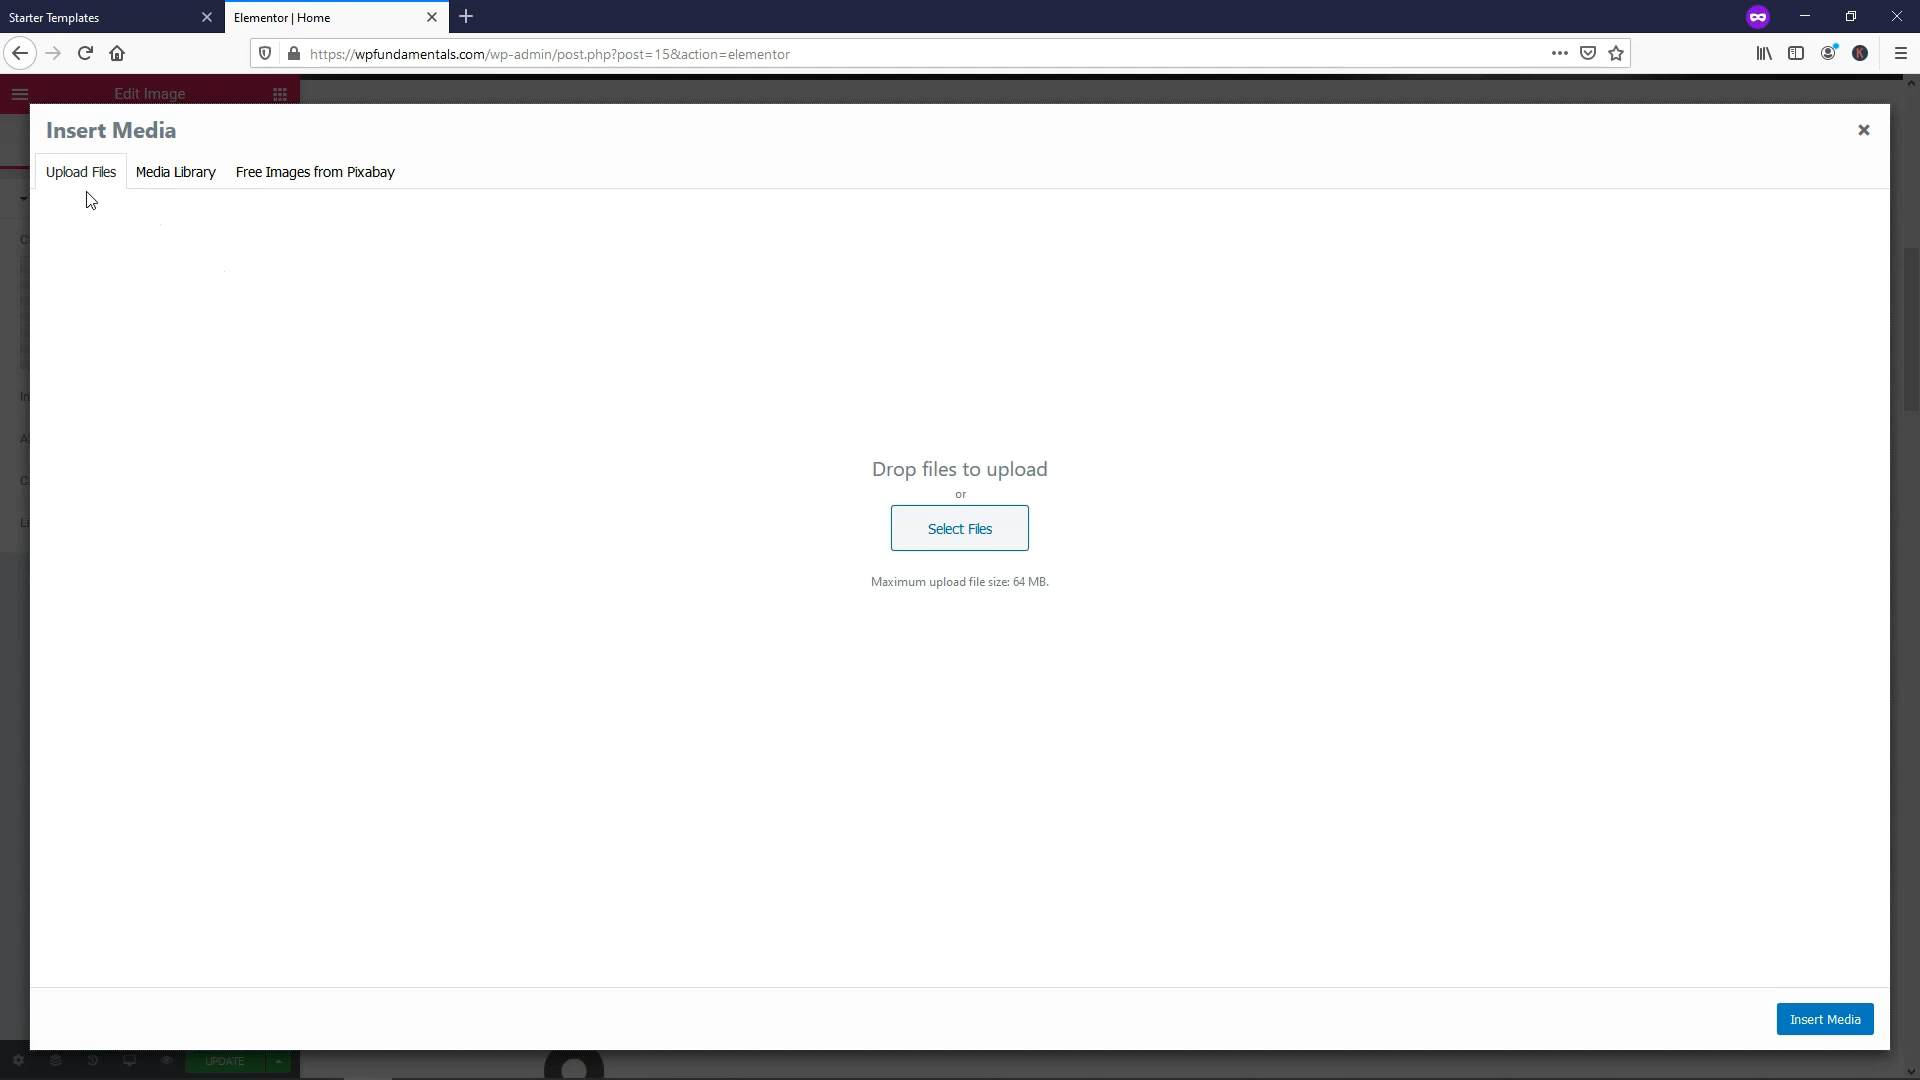 Starter Templates
Elementor | Home
https://wpfundamentals.com/wp-admin/post.php?post=15&action=elementor
Edit Image
Insert Media
Upload Files
Media Library
Free Images from Pixabay
Drop files to upload
or
Select Files
Maximum upload file size: 64 MB.
Insert Media
UPDATE